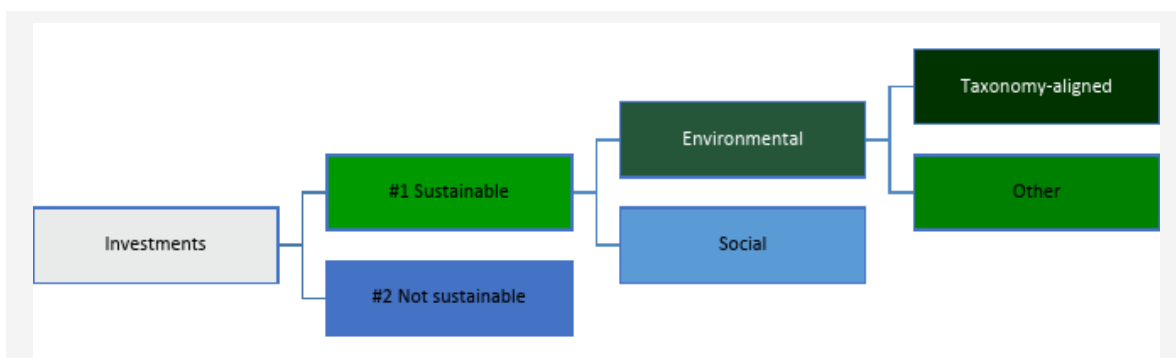 Taxonomy-aligned
Environmental
#1 Sustainable
Other
Investments
Social
#2 Not sustainable